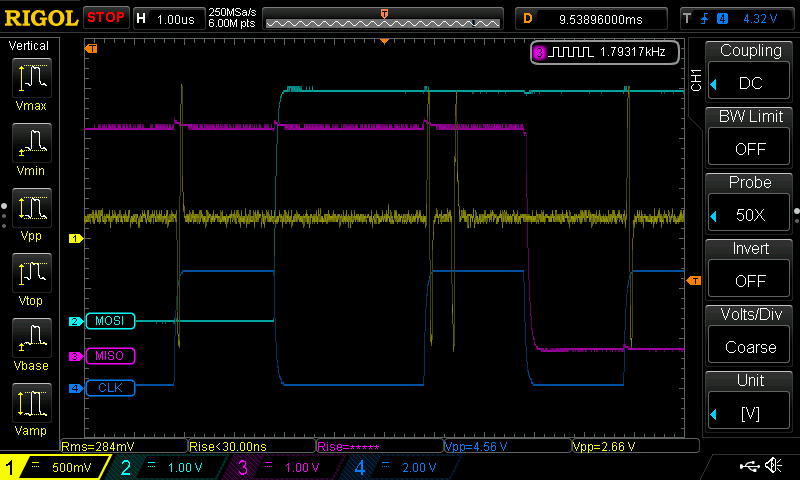 RIGOL STOP H 1.00us 250MSa/s 6.00M pts T D 9.53896000ms T 4 4.32 V
Vertical
T
3 1.79317kHz
CH1
Coupling
DC
BW Limit
OFF
Probe
50X
Invert
OFF
Volts/Div
Coarse
Unit
[V]
Vmax
Vmin
Vpp
Vtop
Vbase
Vamp
1
T
2 MOSI
3 MISO
4 CLK
Rms=284mV Rise<30.00ns Rise=***** Vpp=4.56V Vpp=2.66V
1 500mV 2 1.00 V 3 1.00 V 4 2.00 V